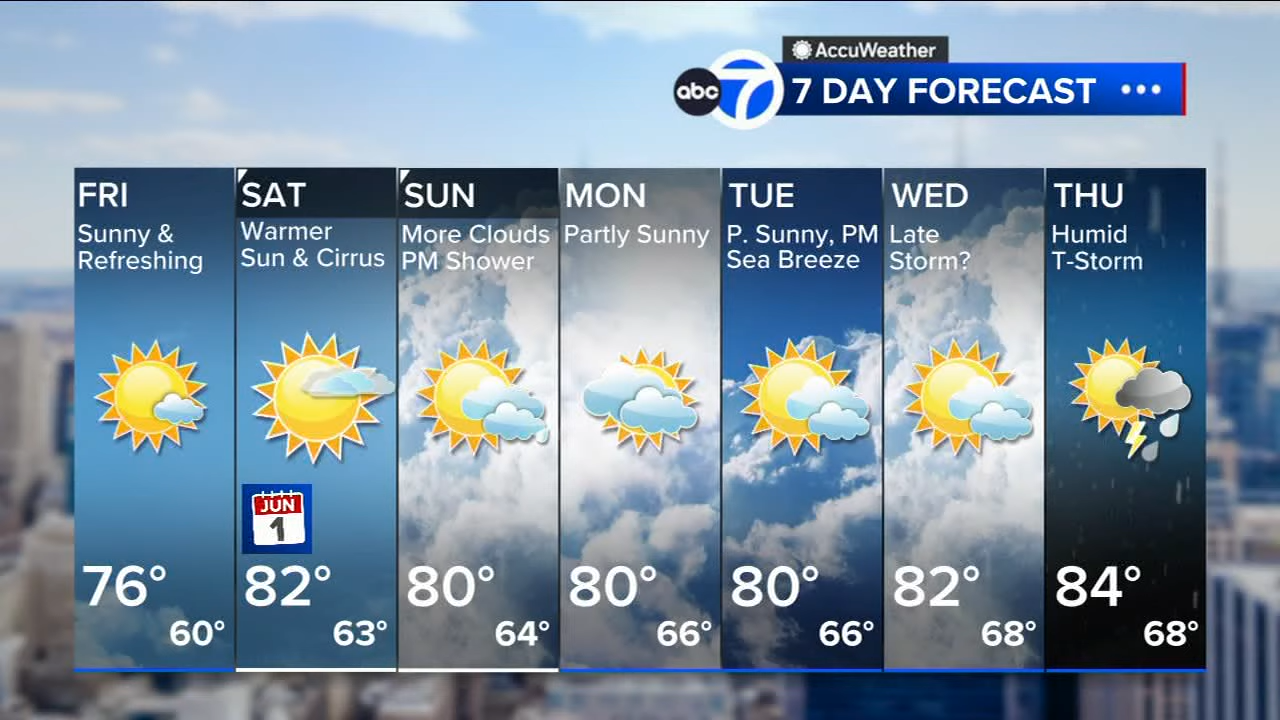 AccuWeather
abc 7 7 DAY FORECAST
FRI
Sunny &
Refreshing
76°
60°
SAT
Warmer
Sun & Cirrus
JUN
1
82°
63°
SUN
More Clouds
PM Shower
80°
64°
MON
Partly Sunny
80°
66°
TUE
P. Sunny, PM
Sea Breeze
80°
66°
WED
Late
Storm?
82°
68°
THU
Humid
T-Storm
84°
68°